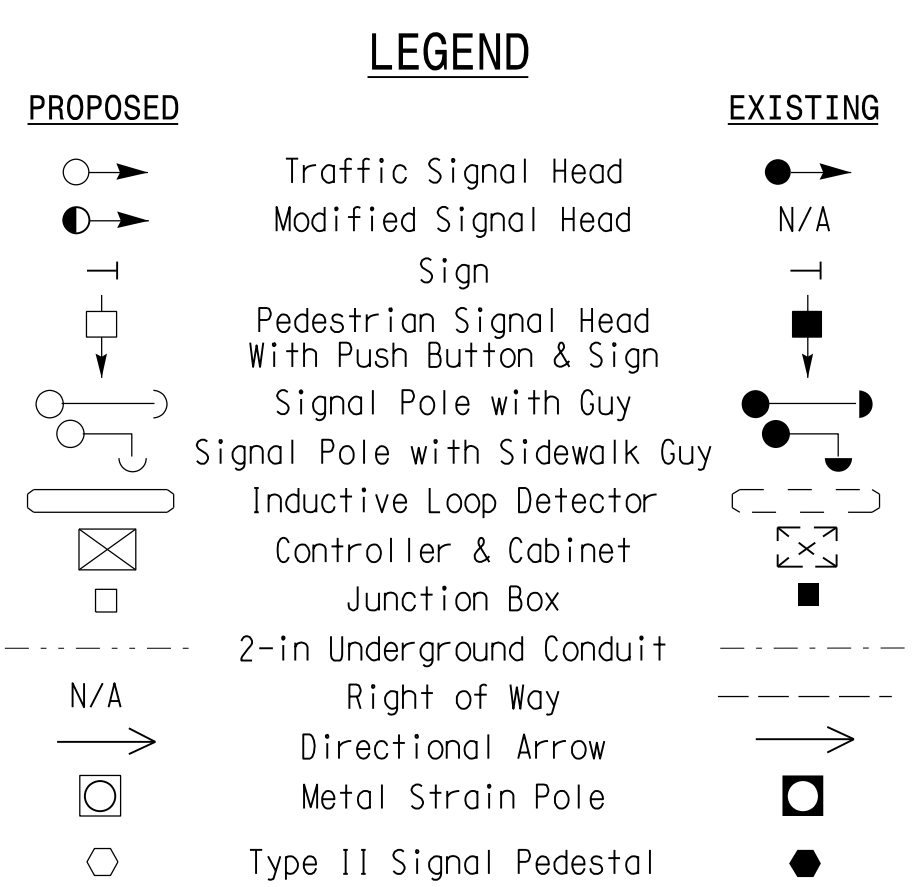 LEGEND
PROPOSED EXISTING
Traffic Signal Head
Modified Signal Head N/A
Sign
Pedestrian Signal Head
With Push Button & Sign
Signal Pole with Guy
Signal Pole with Sidewalk Guy
Inductive Loop Detector
Controller & Cabinet
Junction Box
2-in Underground Conduit
N/A Right of Way
Directional Arrow
Metal Strain Pole
Type II Signal Pedestal